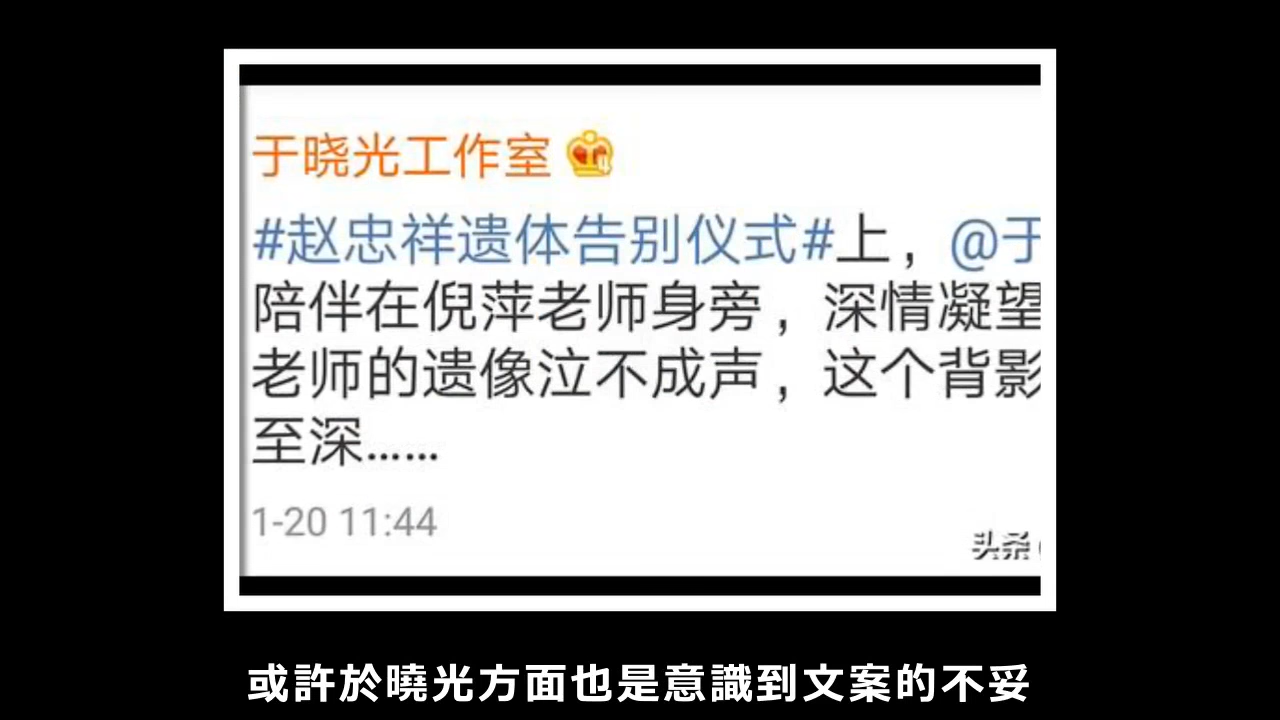 于晓光工作室
#赵忠祥遗体告别仪式#上，@于
陪伴在倪萍老师身旁，深情凝望
老师的遗像泣不成声，这个背影
至深……
1-20 11:44
头条
或許於曉光方面也是意識到文案的不妥